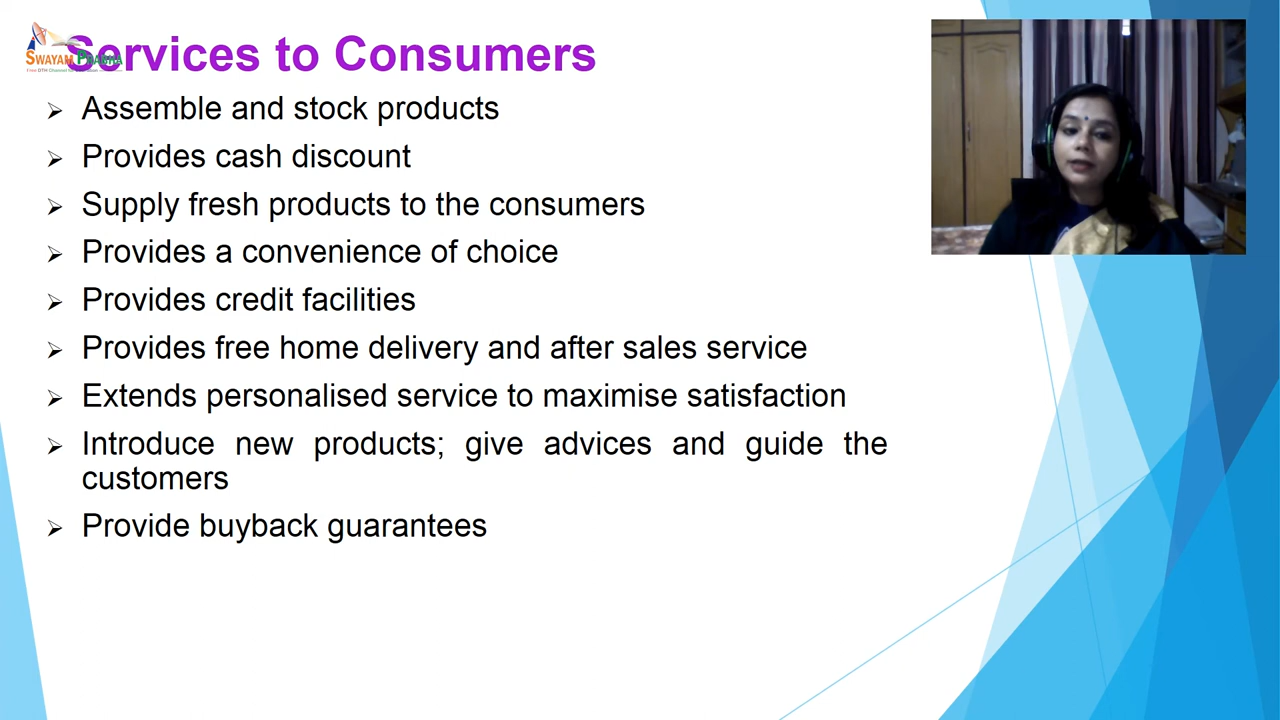 SWAYAM PRABHA
Services to Consumers
Assemble and stock products
Provides cash discount
Supply fresh products to the consumers
Provides a convenience of choice
Provides credit facilities
Provides free home delivery and after sales service
Extends personalised service to maximise satisfaction
Introduce new products; give advices and guide the
customers
Provide buyback guarantees